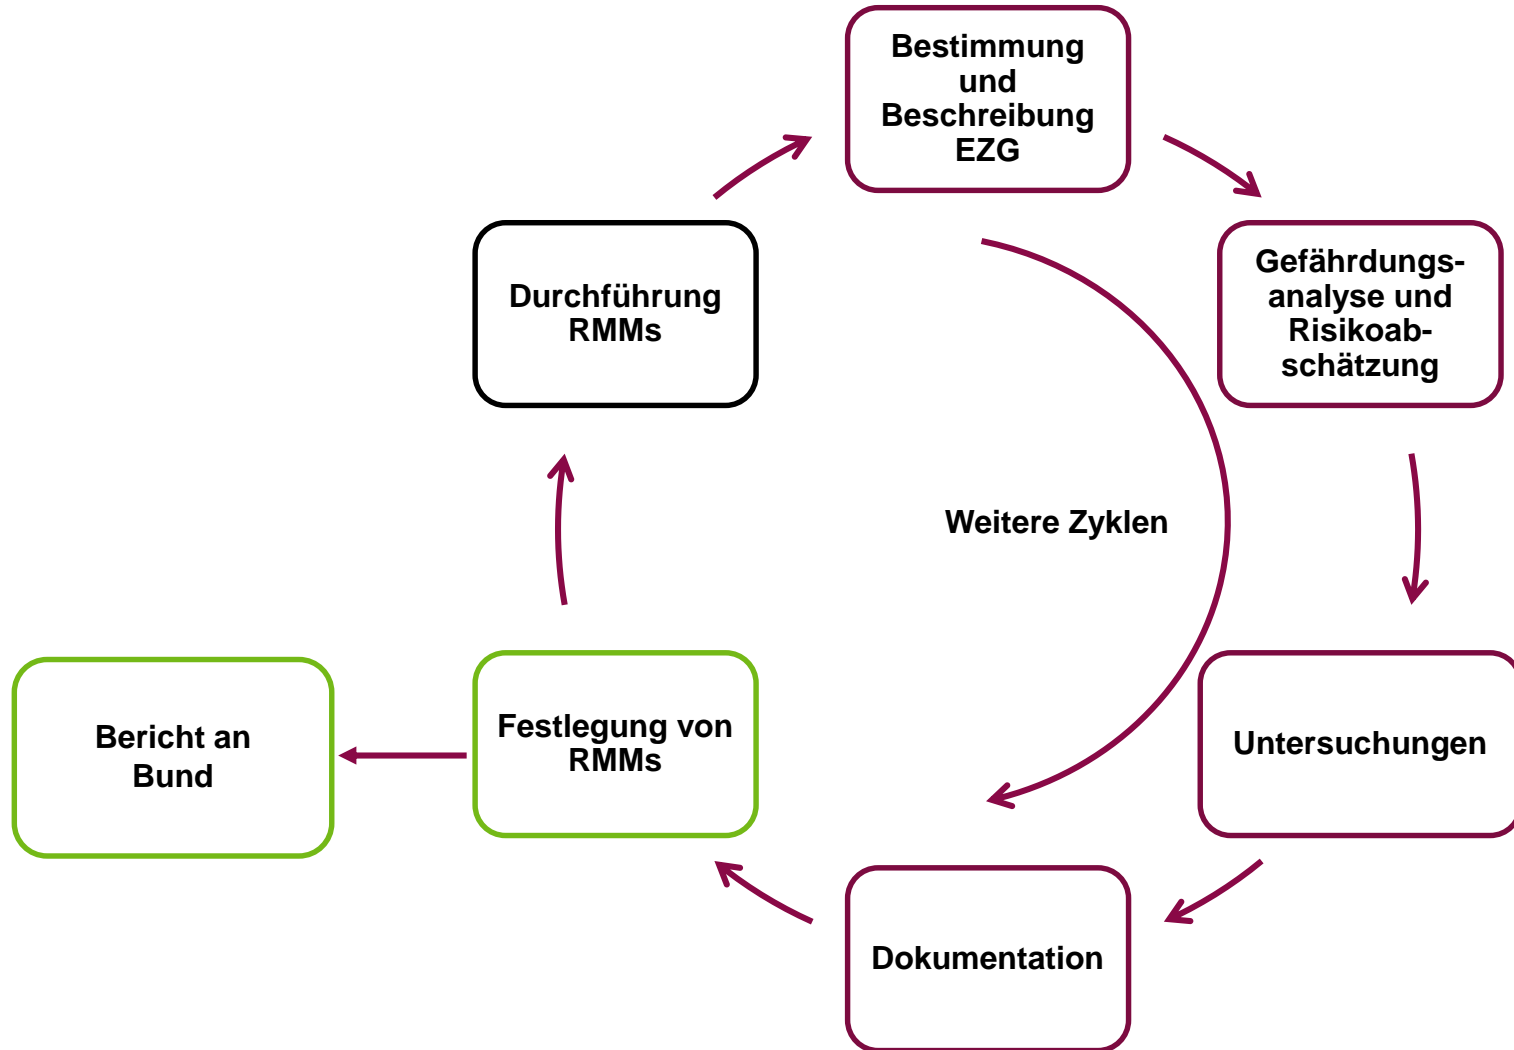 Bestimmung
und
Beschreibung
EZG
Gefährdungs-
analyse und
Risikoab-
schätzung
Durchführung
RMMs
Weitere Zyklen
Bericht an
Bund
Festlegung von
RMMs
Untersuchungen
Dokumentation